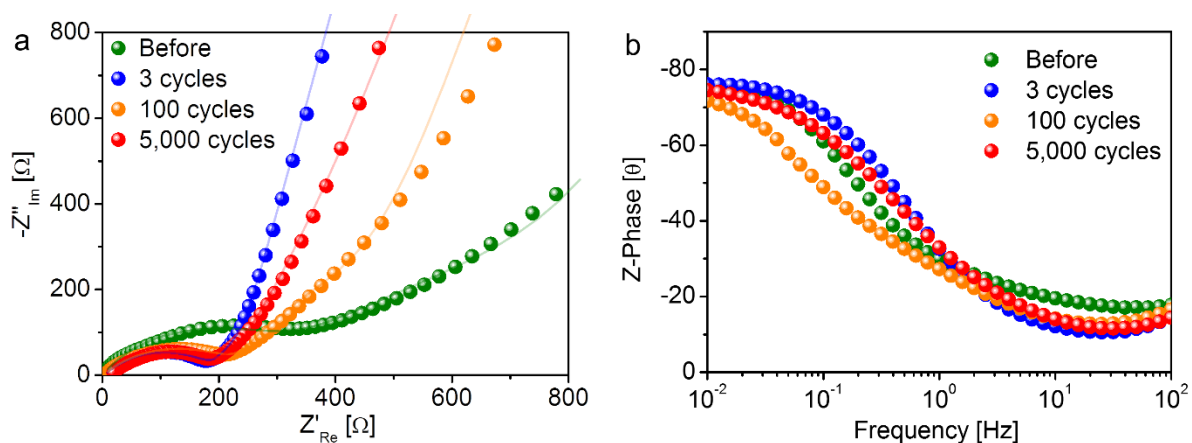 a
Before
3 cycles
100 cycles
5,000 cycles
800
600
400
200
0
-Z"Im [Ω]
0 200 400 600 800
Z'Re [Ω]
b
Before
3 cycles
100 cycles
5,000 cycles
-80
-60
-40
-20
0
Z-Phase [θ]
10-2 10-1 100 101 102
Frequency [Hz]